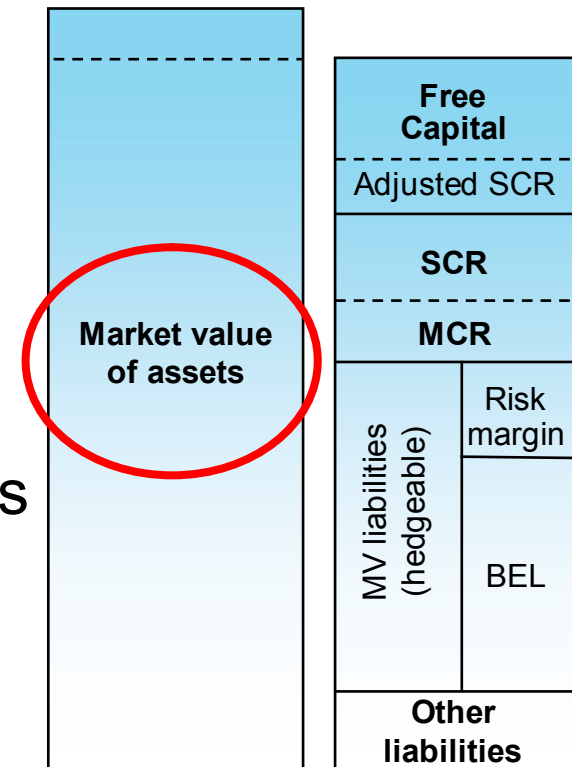 Market value
of assets
s
Free
Capital
Adjusted SCR
SCR
MCR
MV liabilities
(hedgeable)
Risk
margin
BEL
Other
liabilities